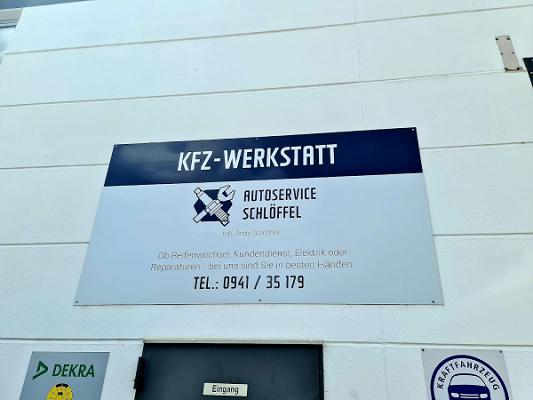 KFZ-WERKSTATT
AUTOSERVICE
SCHLÖFFEL
Inh. Andy Schlöffel
Ob Reifenwechsel, Kundendienst, Elektrik oder
Reparaturen - bei uns sind Sie in besten Händen.
TEL.: 0941 / 35 179
DEKRA
Eingang
KRAFTFAHRZEUG